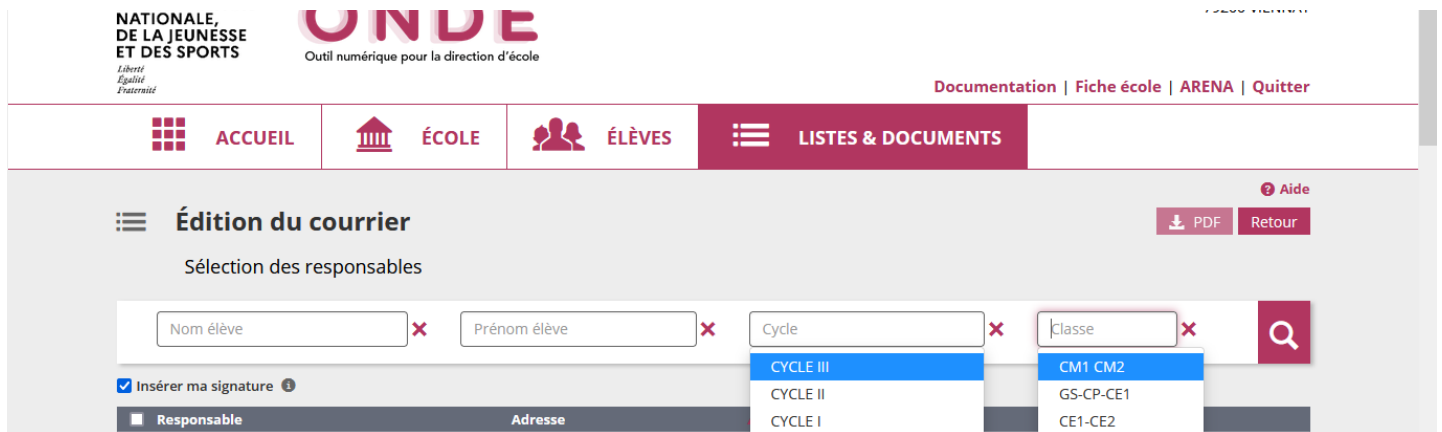 NATIONALE,
DE LA JEUNESSE
ET DES SPORTS
Liberté
Égalité
Fraternité
ONDE
Outil numérique pour la direction d'école
79200 VIENNAY
Documentation | Fiche école | ARENA | Quitter
ACCUEIL ÉCOLE ÉLÈVES LISTES & DOCUMENTS
Aide
Édition du courrier
PDF Retour
Sélection des responsables
Nom élève Prénom élève Cycle Classe
CYCLE III CM1 CM2
Insérer ma signature
CYCLE II GS-CP-CE1
Responsable Adresse CYCLE I CE1-CE2